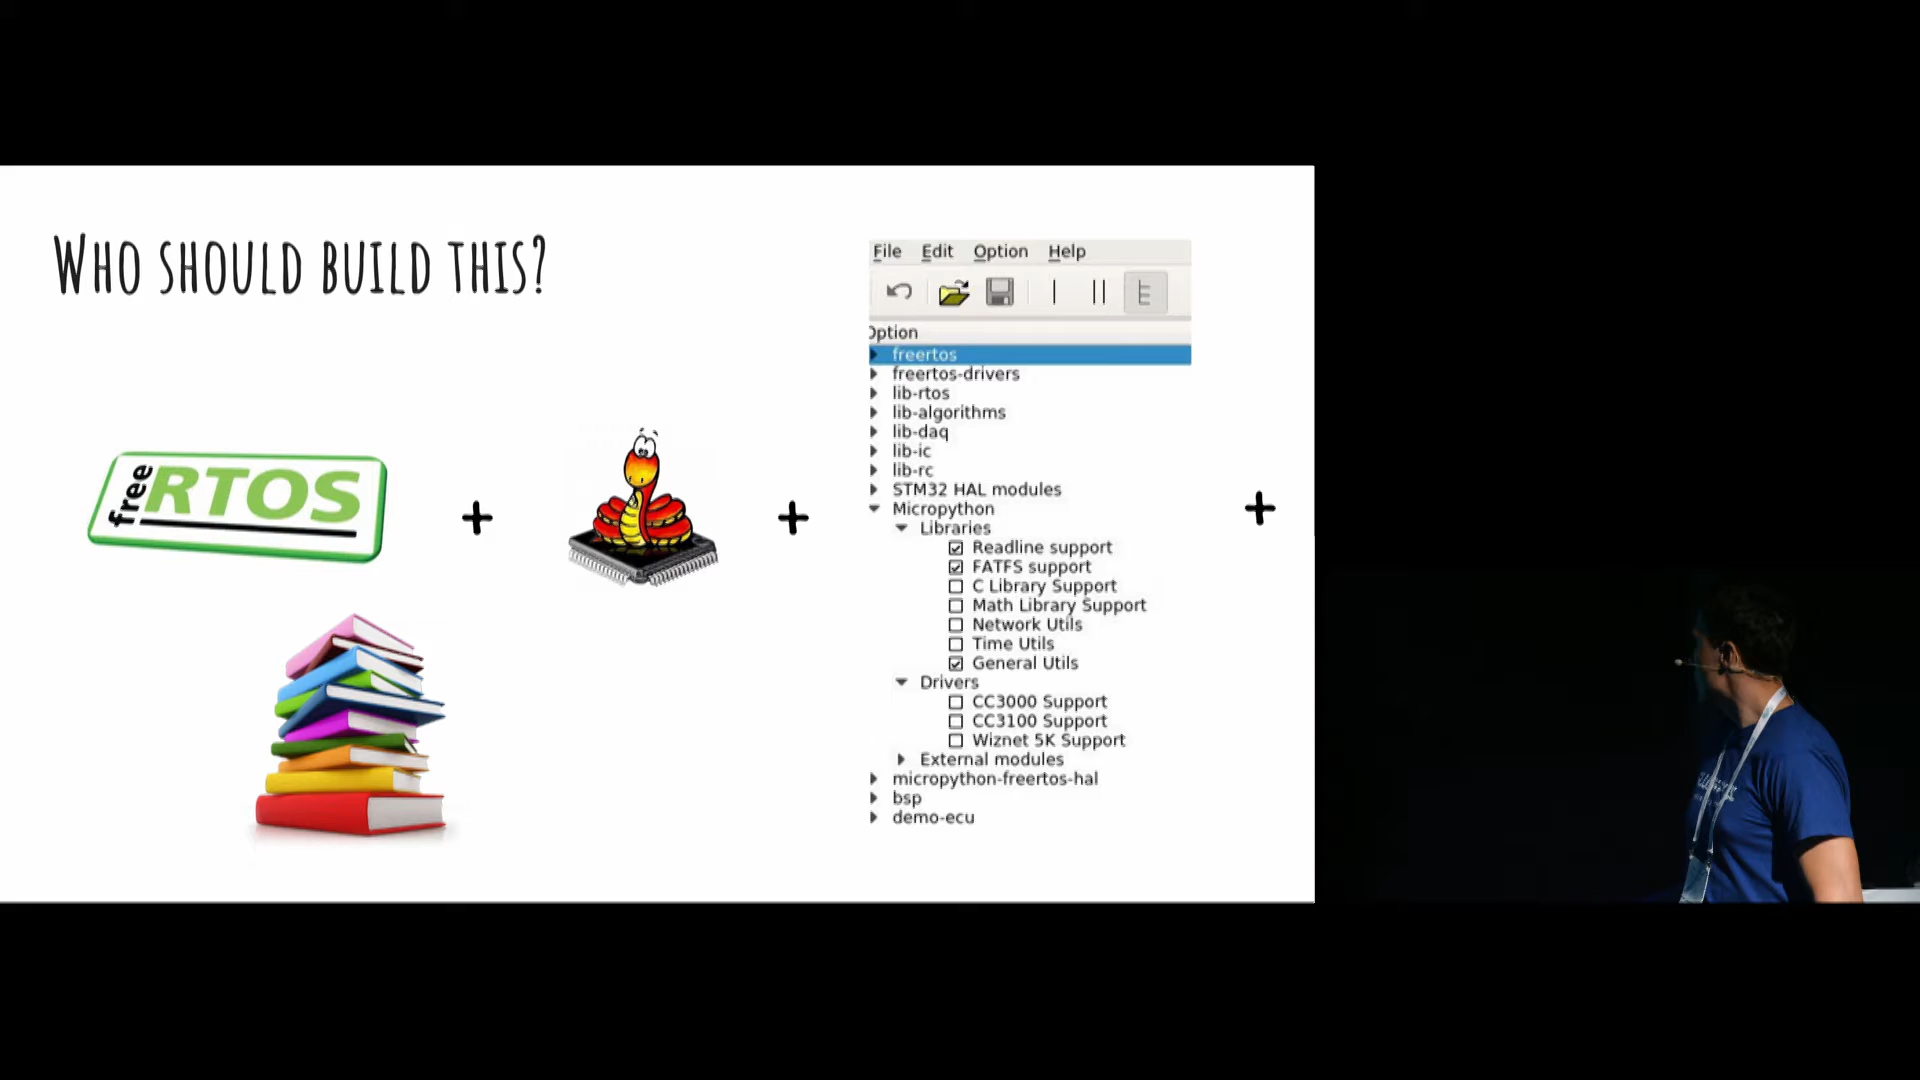 WHO SHOULD BUILD THIS?
free RTOS
+
+
+
File Edit Option Help
Option
freertos
freertos-drivers
lib-rtos
lib-algorithms
lib-daq
lib-ic
lib-rc
STM32 HAL modules
Micropython
Libraries
Readline support
FATFS support
C Library Support
Math Library Support
Network Utils
Time Utils
General Utils
Drivers
CC3000 Support
CC3100 Support
Wiznet 5K Support
External modules
micropython-freertos-hal
bsp
demo-ecu